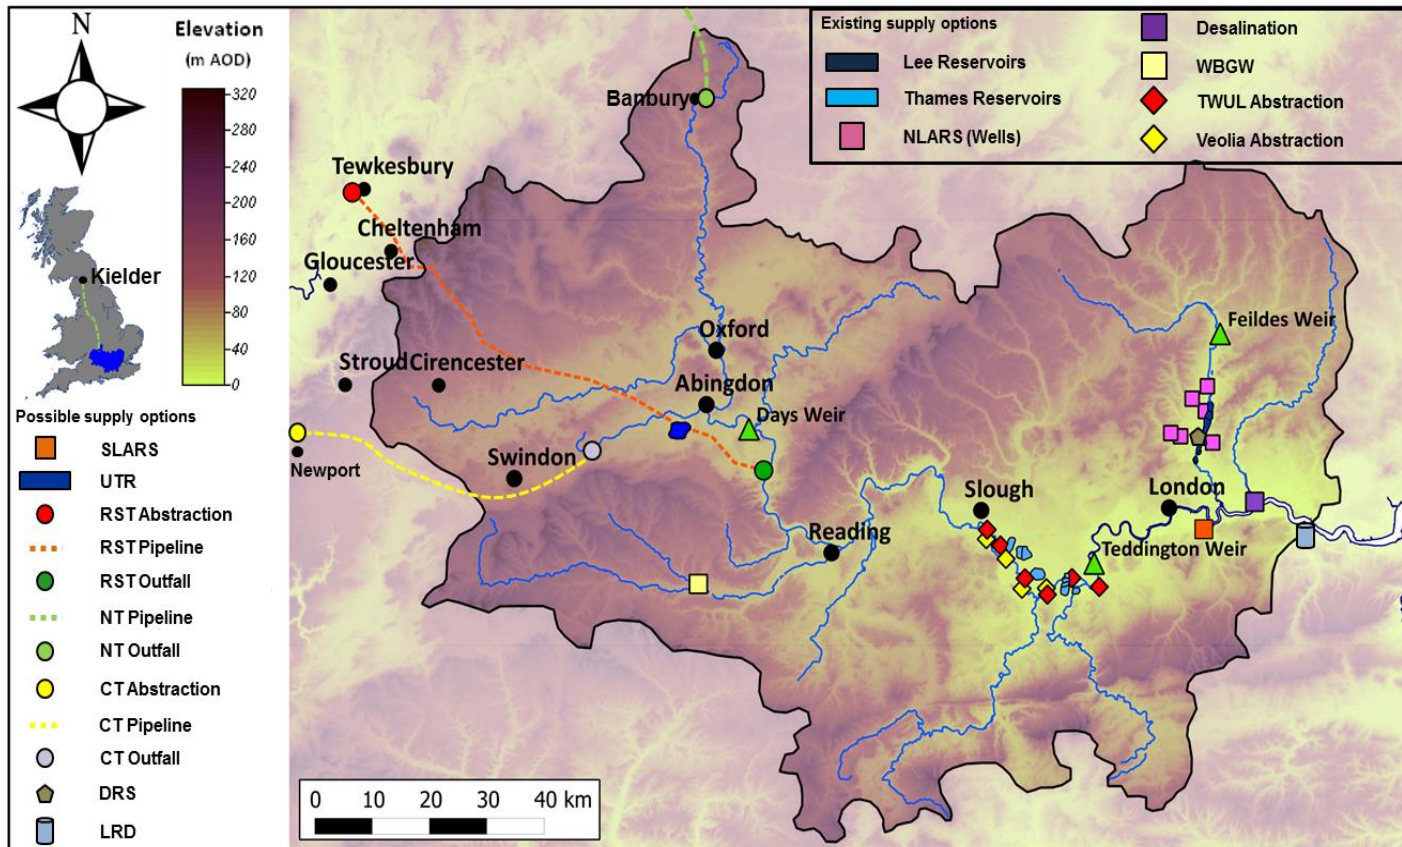 N
Elevation
(m AOD)
320
-280
-240
-200
-160
-120
-80
-40
0
Kielder
Possible supply options
SLARS
UTR
RST Abstraction
RST Pipeline
RST Outfall
NT Pipeline
NT Outfall
CT Abstraction
CT Pipeline
CT Outfall
DRS
LRD
Existing supply options
Lee Reservoirs
Thames Reservoirs
NLARS (Wells)
Desalination
WBGW
TWUL Abstraction
Veolia Abstraction
Banbury
Tewkesbury
Cheltenham
Gloucester
Stroud
Cirencester
Oxford
Abingdon
Days Weir
Feildes Weir
Newport
Swindon
Slough
London
Reading
Teddington Weir
0 10 20 30 40 km